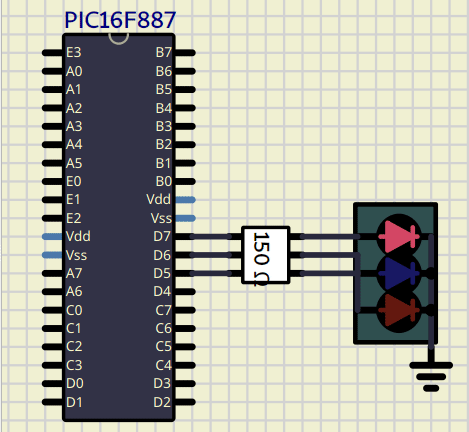 PIC16F887
E3 B7
A0 B6
A1 B5
A2 B4
A3 B3
A4 B2
A5 B1
E0 B0
E1 Vdd
E2 Vss
Vdd D7
Vss D6
A7 D5
A6 D4
C0 C7
C1 C6
C2 C5
C3 C4
D0 D3
D1 D2
150 Ω